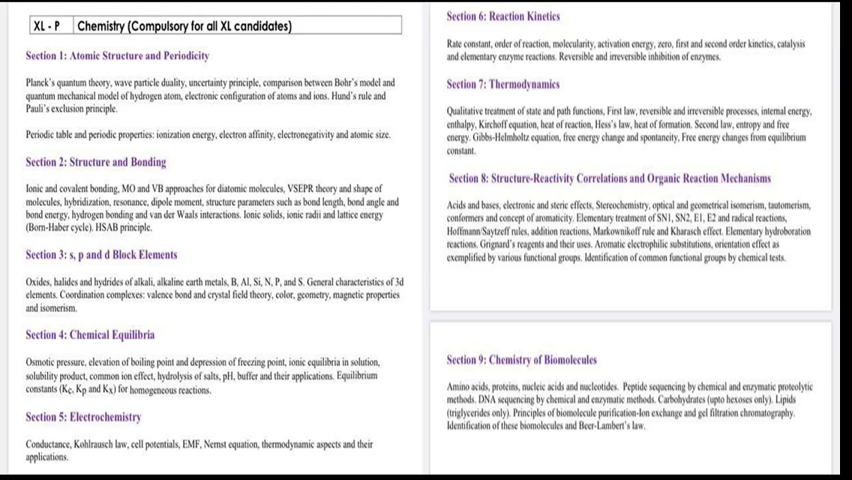 XL - P Chemistry (Compulsory for all XL candidates)
Section 1: Atomic Structure and Periodicity
Planck's quantum theory, wave particle duality, uncertainty principle, comparison between Bohr's model and
quantum mechanical model of hydrogen atom, electronic configuration of atoms and ions. Hund's rule and
Pauli's exclusion principle.
Periodic table and periodic properties: ionization energy, electron affinity, electronegativity and atomic size.
Section 2: Structure and Bonding
Ionic and covalent bonding, MO and VB approaches for diatomic molecules, VSEPR theory and shape of
molecules, hybridization, resonance, dipole moment, structure parameters such as bond length, bond angle and
bond energy, hydrogen bonding and van der Waals interactions. Ionic solids, ionic radii and lattice energy
(Born-Haber cycle). HSAB principle.
Section 3: s, p and d Block Elements
Oxides, halides and hydrides of alkali, alkaline earth metals, B, Al, Si, N, P, and S. General characteristics of 3d
elements. Coordination complexes: valence bond and crystal field theory, color, geometry, magnetic properties
and isomerism.
Section 4: Chemical Equilibria
Osmotic pressure, elevation of boiling point and depression of freezing point, ionic equilibria in solution,
solubility product, common ion effect, hydrolysis of salts, pH, buffer and their applications. Equilibrium
constants (Kc, Kp and Kx) for homogeneous reactions.
Section 5: Electrochemistry
Conductance, Kohlrausch law, cell potentials, EMF, Nernst equation, thermodynamic aspects and their
applications.
Section 6: Reaction Kinetics
Rate constant, order of reaction, molecularity, activation energy, zero, first and second order kinetics, catalysis
and elementary enzyme reactions. Reversible and irreversible inhibition of enzymes.
Section 7: Thermodynamics
Qualitative treatment of state and path functions, First law, reversible and irreversible processes, internal energy,
enthalpy, Kirchoff equation, heat of reaction, Hess's law, heat of formation. Second law, entropy and free
energy. Gibbs-Helmholtz equation, free energy change and spontaneity, Free energy changes from equilibrium
constant.
Section 8: Structure-Reactivity Correlations and Organic Reaction Mechanisms
Acids and bases, electronic and steric effects, Stereochemistry, optical and geometrical isomerism, tautomerism,
conformers and concept of aromaticity. Elementary treatment of SN1, SN2, E1, E2 and radical reactions,
Hoffmann/Saytzeff rules, addition reactions, Markownikoff rule and Kharasch effect. Elementary hydroboration
reactions. Grignard's reagents and their uses. Aromatic electrophilic substitutions, orientation effect as
exemplified by various functional groups. Identification of common functional groups by chemical tests.
Section 9: Chemistry of Biomolecules
Amino acids, proteins, nucleic acids and nucleotides. Peptide sequencing by chemical and enzymatic proteolytic
methods. DNA sequencing by chemical and enzymatic methods. Carbohydrates (upto hexoses only). Lipids
(triglycerides only). Principles of biomolecule purification-Ion exchange and gel filtration chromatography.
Identification of these biomolecules and Beer-Lambert's law.